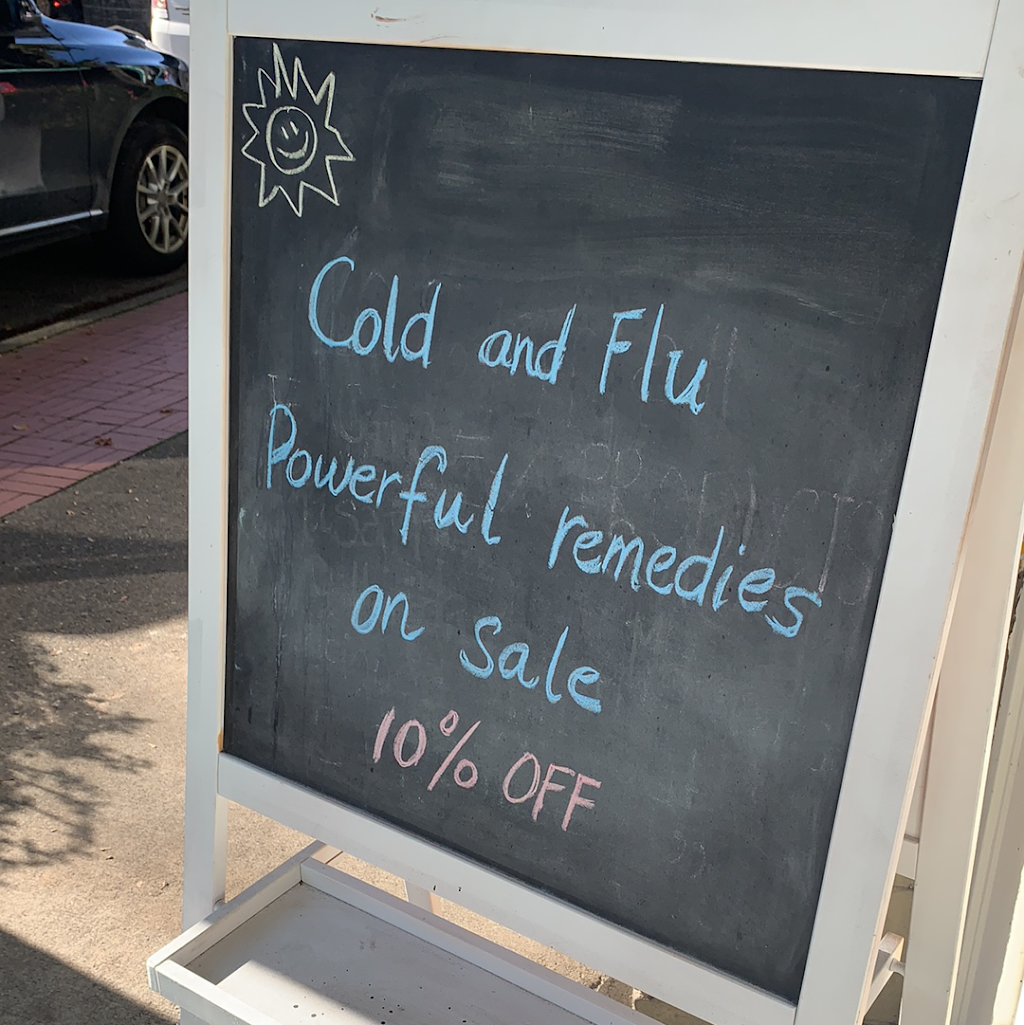 Cold and Flu
Powerful remedies
on sale
10% OFF